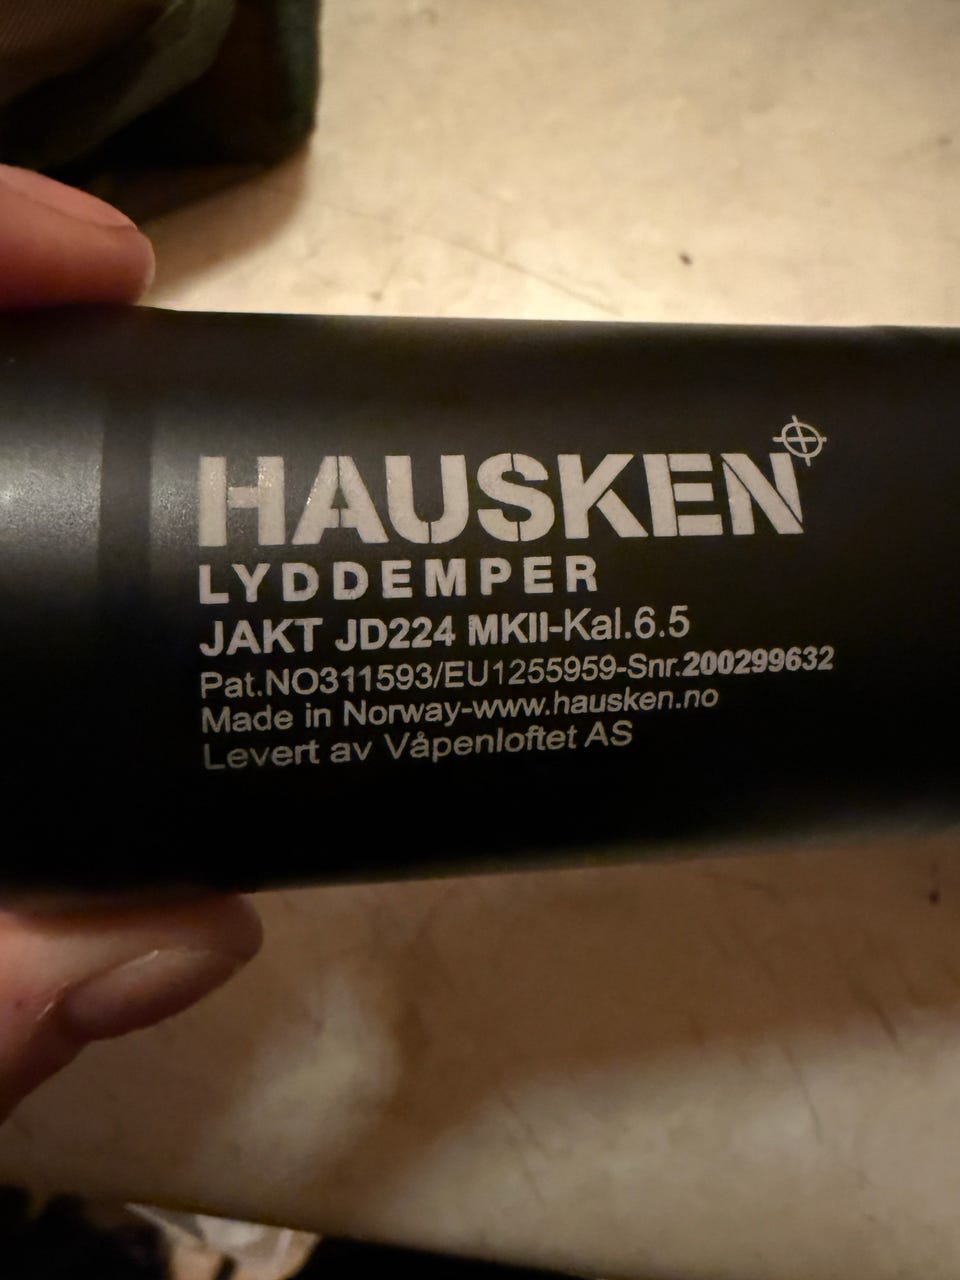 HAUSKEN
LYDDEMPER
JAKT JD224 MKII-Kal.6.5
Pat.NO311593/EU1255959-Snr.200299632
Made in Norway-www.hausken.no
Levert av Våpenloftet AS